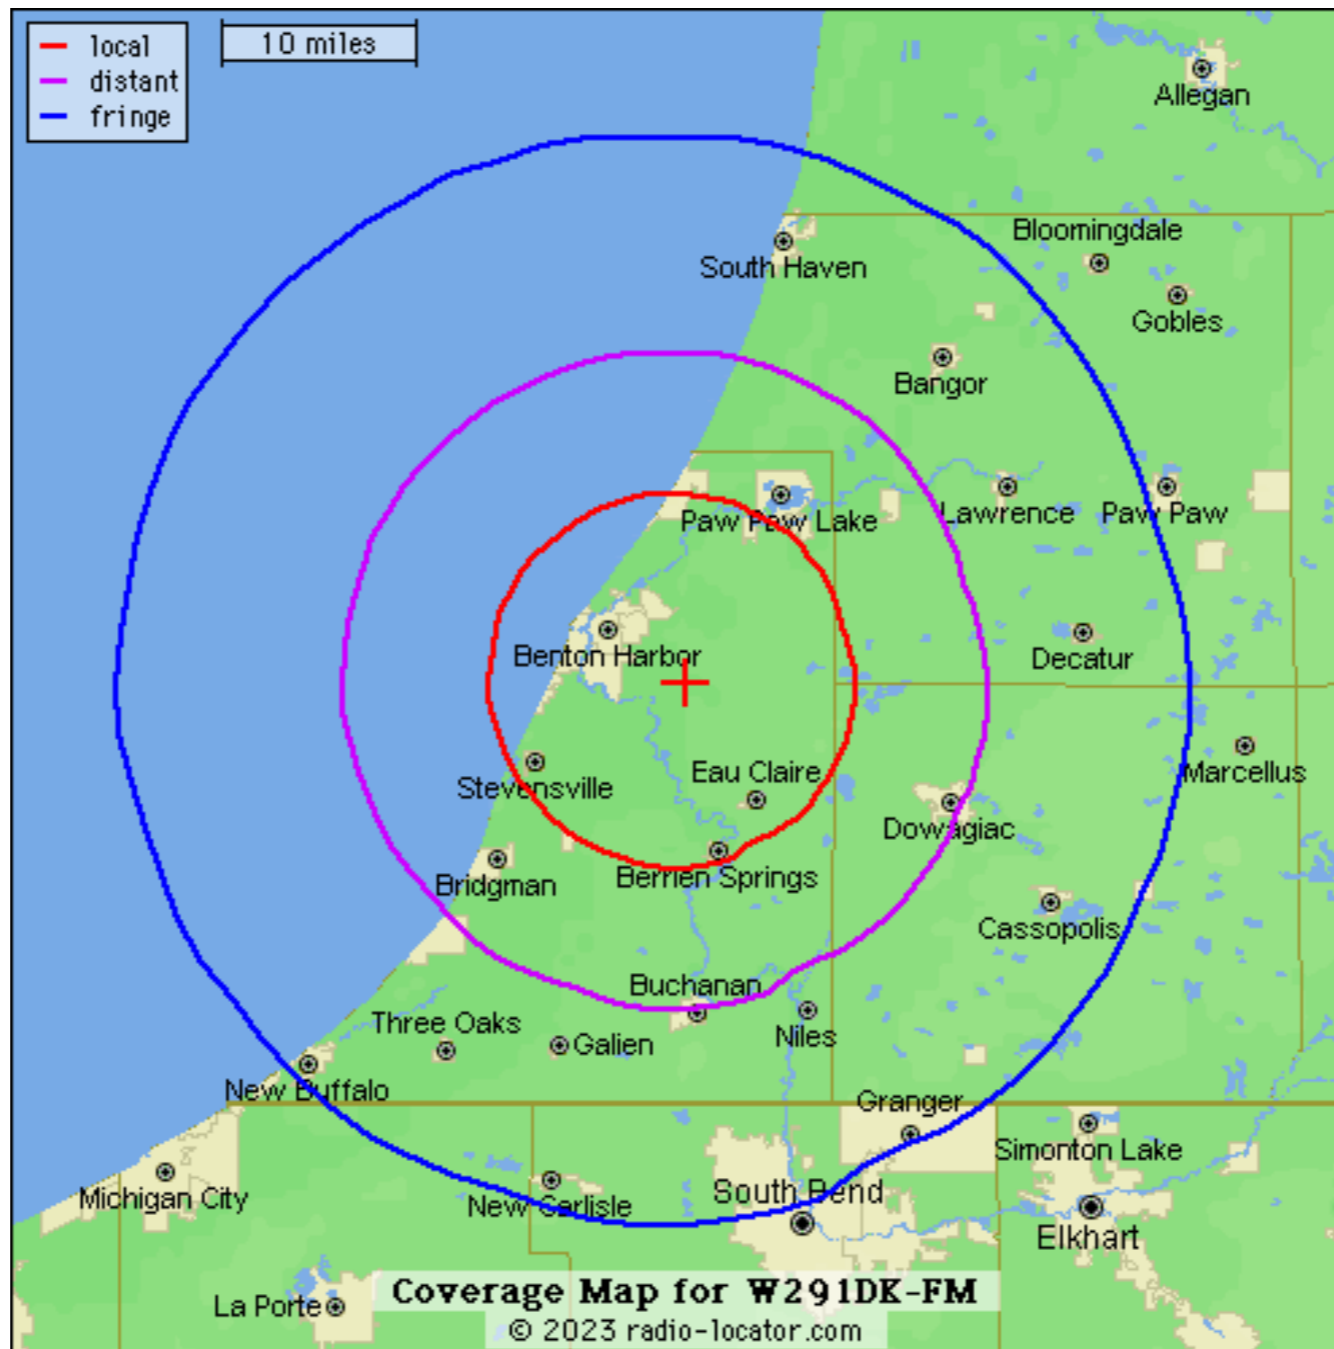 local
10 miles
distant
fringe
Allegan
Bloomingdale
South Haven
Gobles
Bangor
Paw Paw Lake
Lawrence
Paw Paw
Benton Harbor
Decatur
Stevensville
Eau Claire
Marcellus
Dowagiac
Bridgman
Berrien Springs
Cassopolis
Buchanan
Three Oaks
Galien
Niles
New Buffalo
Granger
Simonton Lake
Michigan City
New Carlisle
South Bend
Elkhart
La Porte
Coverage Map for W291DK-FM
© 2023 radio-locator.com